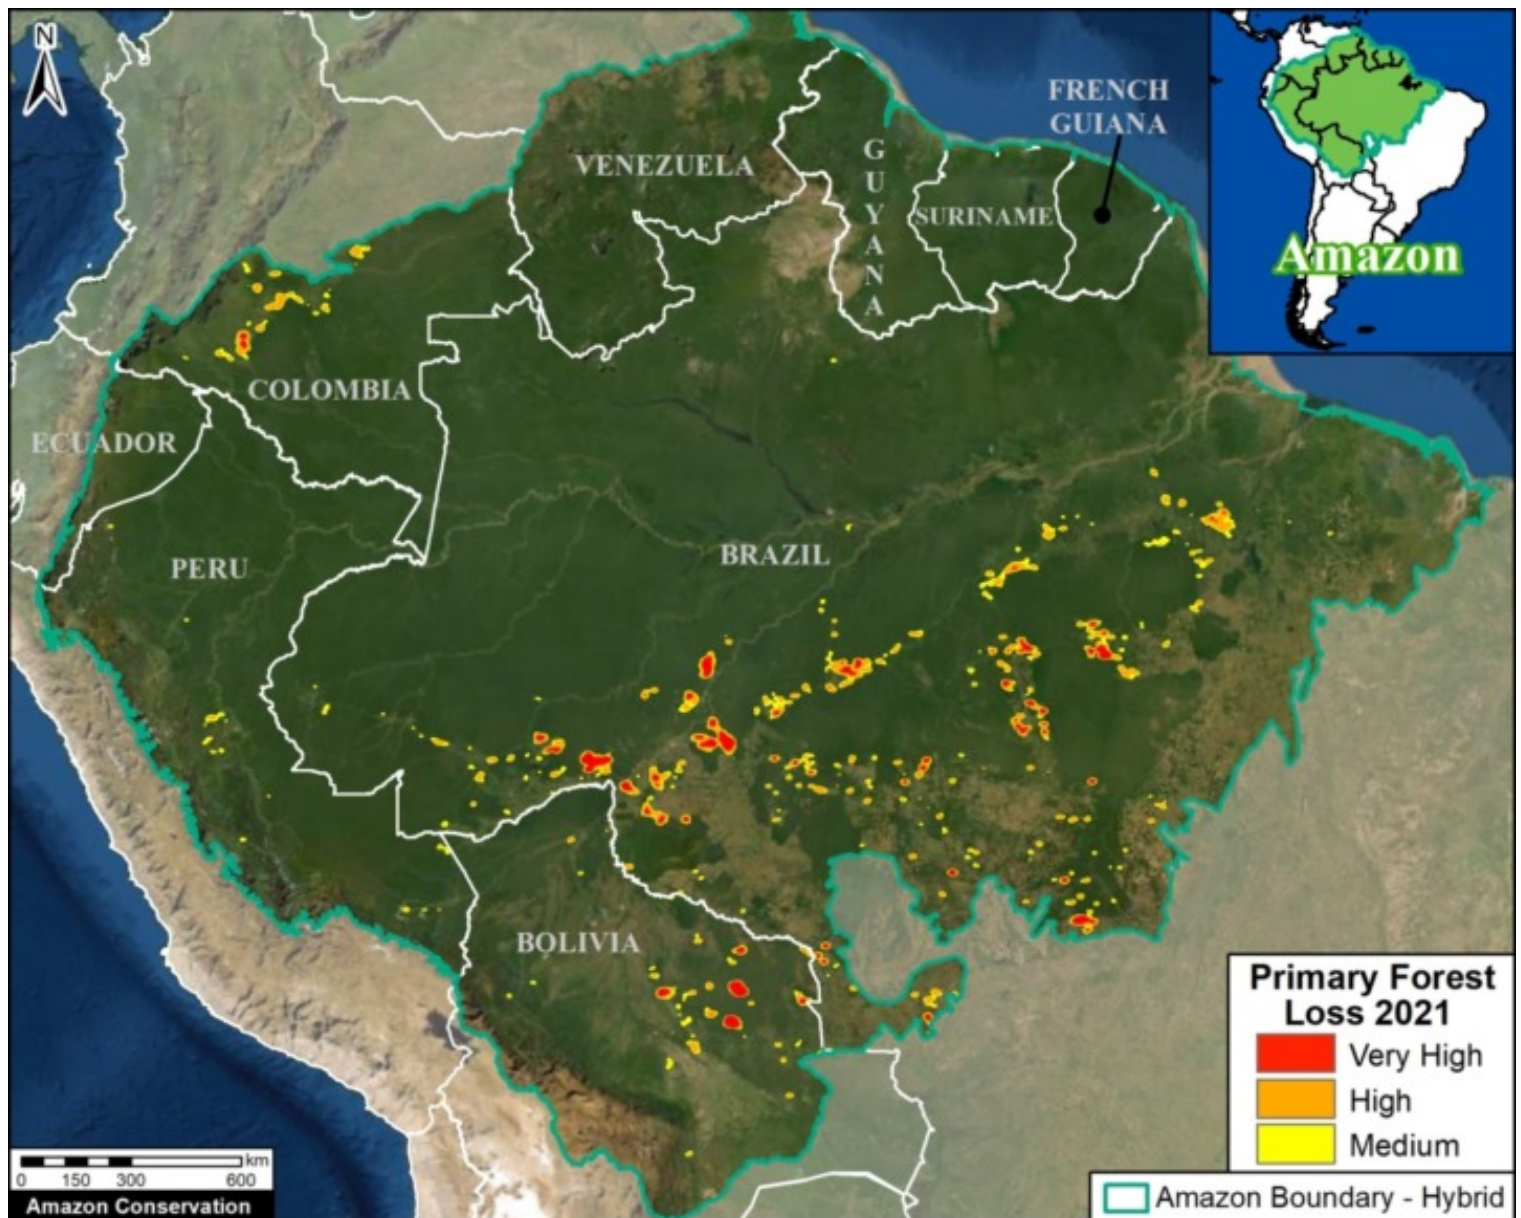 N
FRENCH
GUIANA
VENEZUELA
GUYANA
SURINAME
Amazon
COLOMBIA
ECUADOR
PERU
BRAZIL
BOLIVIA
Primary Forest
Loss 2021
Very High
High
Medium
km
0 150 300 600
Amazon Conservation
Amazon Boundary - Hybrid